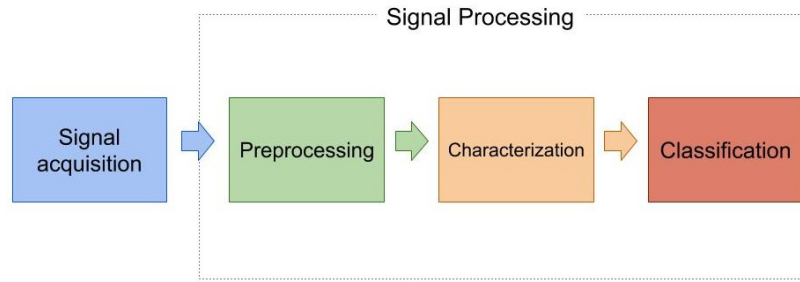 Signal Processing
Signal
acquisition
Preprocessing
Characterization
Classification